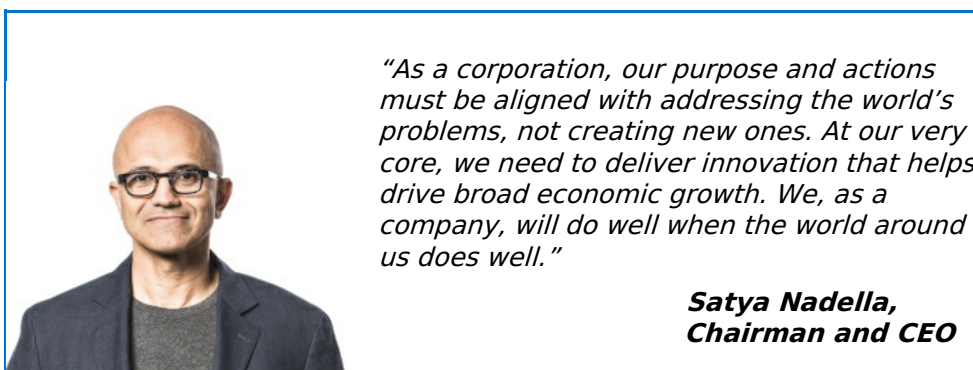 “As a corporation, our purpose and actions
must be aligned with addressing the world’s
problems, not creating new ones. At our very
core, we need to deliver innovation that helps
drive broad economic growth. We, as a
company, will do well when the world around
us does well.”
Satya Nadella,
Chairman and CEO